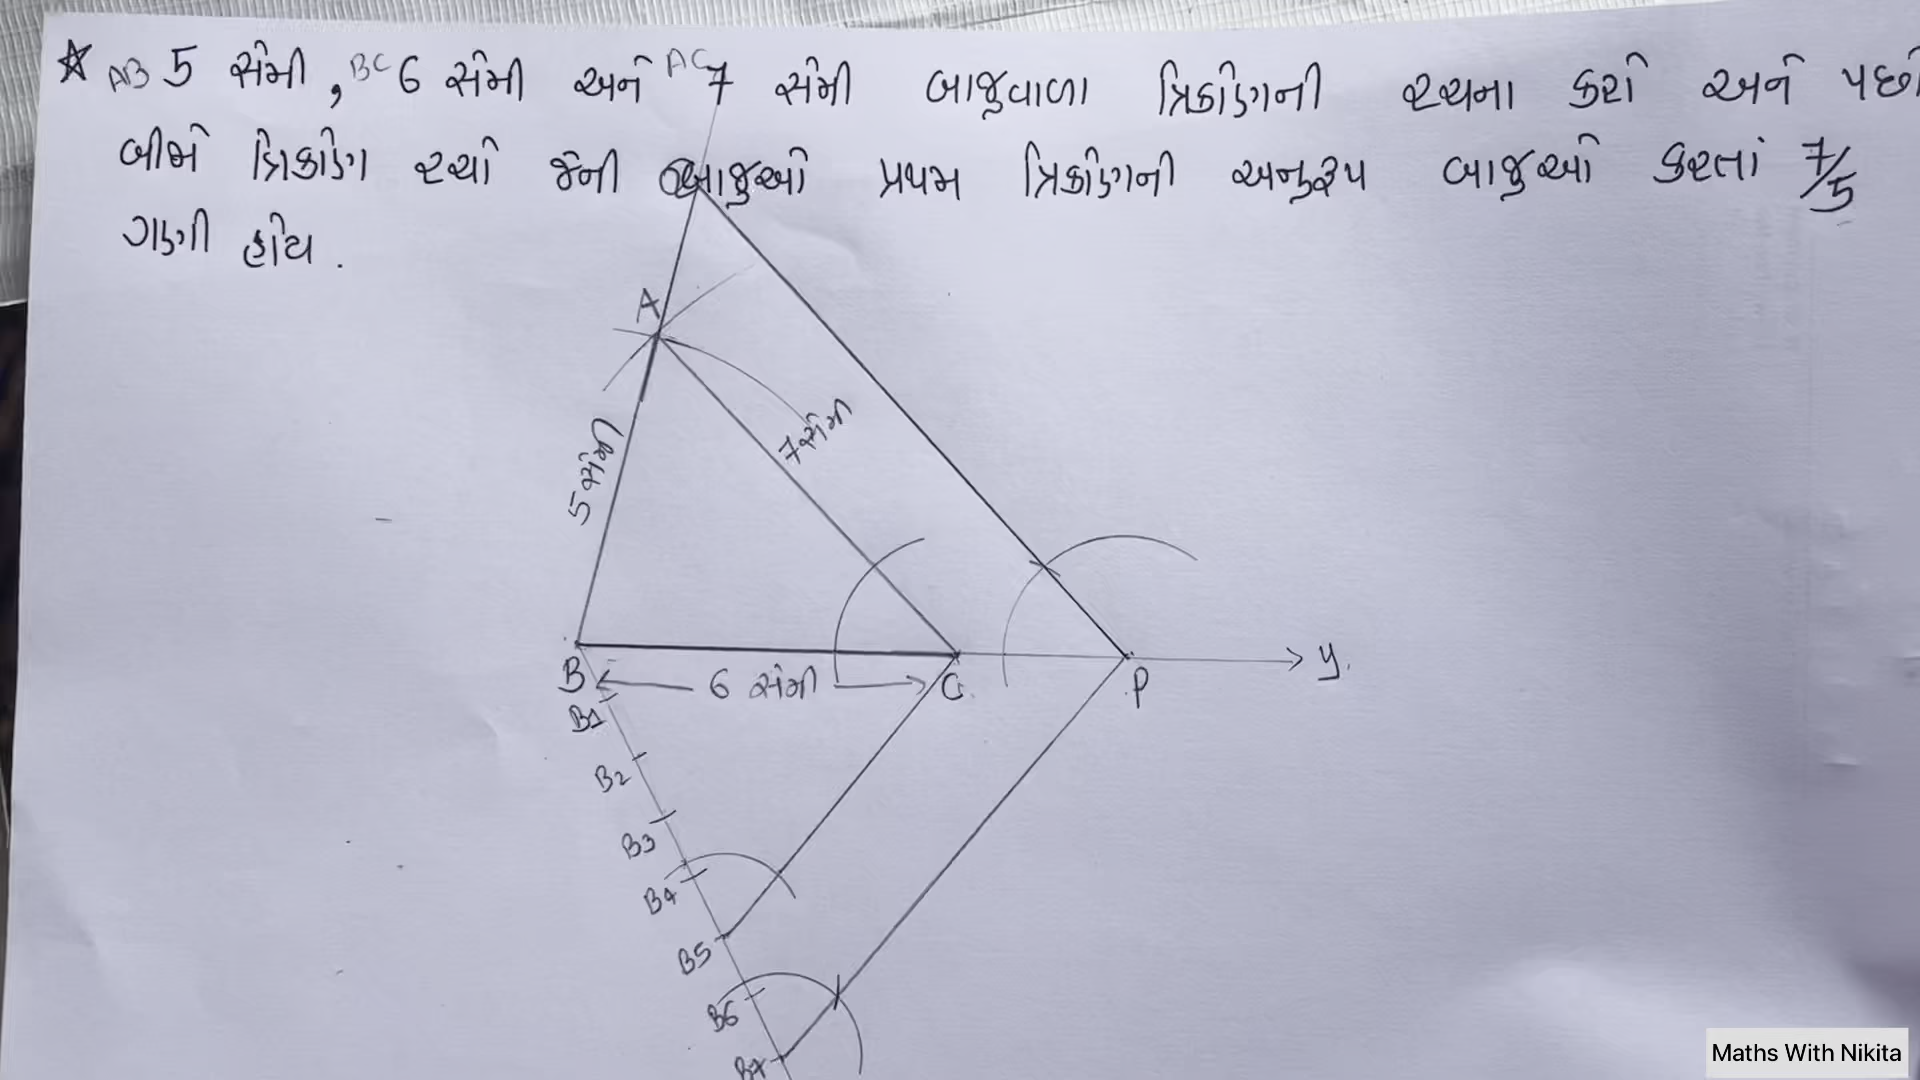 ☆ AB 5 સેમી , BC 6 સેમી અને AC 7 સેમી બાજુવાળા ત્રિકોણની રચના કરો અને પછી
બીજો ત્રિકોણ રચો જેની બાજુઓ પ્રથમ ત્રિકોણની અનુરૂપ બાજુઓ કરતાં 7/5
ગણી હોય .
A
7 સેમી
5 સેમી
B 6 સેમી C P y.
B1
B2
B3
B4
B5
B6
B7
Maths With Nikita